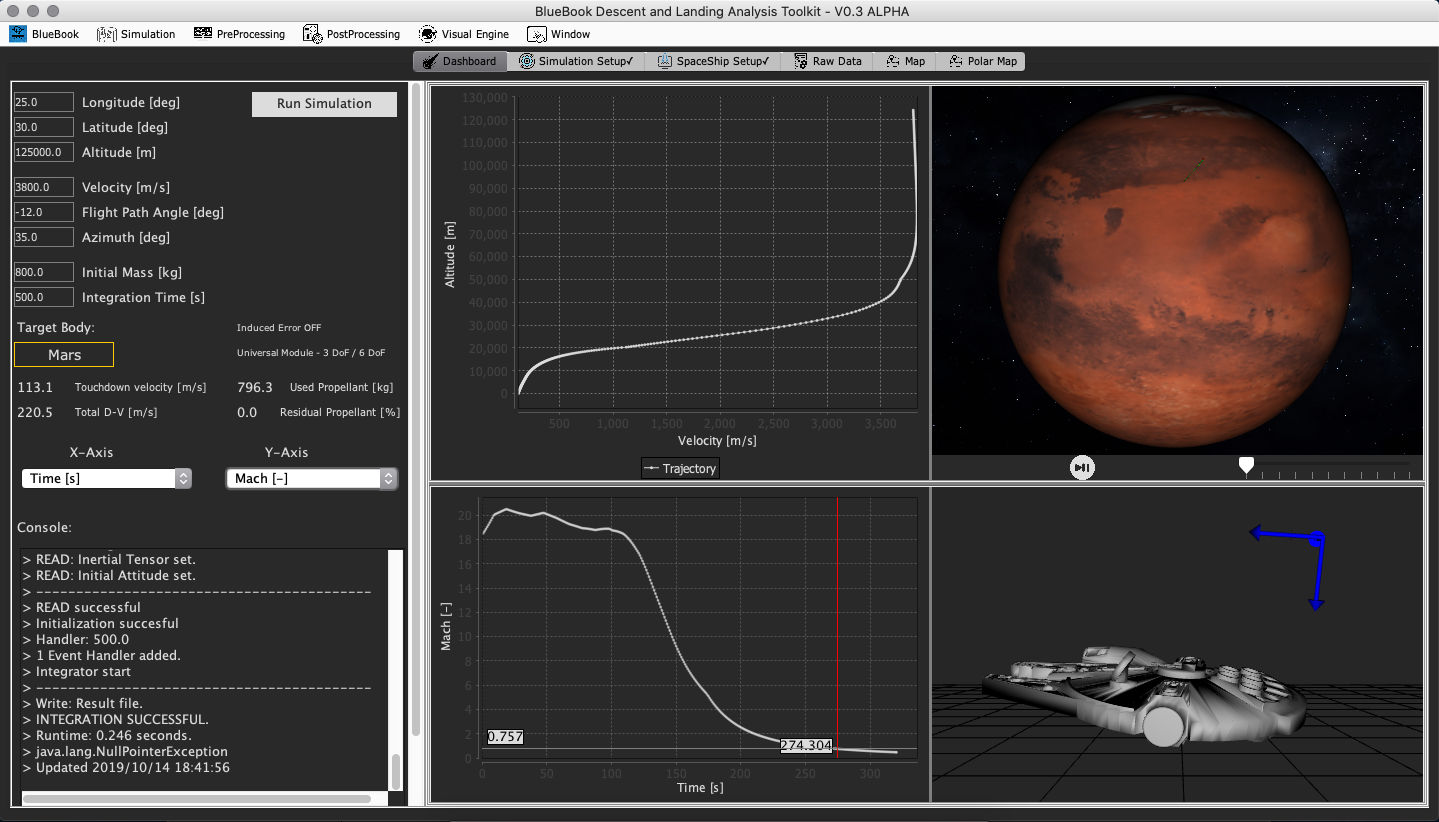 BlueBook Descent and Landing Analysis Toolkit - V0.3 ALPHA
BlueBook Simulation PreProcessing PostProcessing Visual Engine Window
Dashboard Simulation Setup✓ SpaceShip Setup✓ Raw Data Map Polar Map
25.0 Longitude [deg] Run Simulation
30.0 Latitude [deg]
125000.0 Altitude [m]
3800.0 Velocity [m/s]
-12.0 Flight Path Angle [deg]
35.0 Azimuth [deg]
800.0 Initial Mass [kg]
500.0 Integration Time [s]
Target Body: Induced Error OFF
Mars Universal Module - 3 DoF / 6 DoF
113.1 Touchdown velocity [m/s] 796.3 Used Propellant [kg]
220.5 Total D-V [m/s] 0.0 Residual Propellant [%]
X-Axis Y-Axis
Time [s] Mach [-]
Console:
> READ: Inertial Tensor set.
> READ: Initial Attitude set.
> ------------------------------------------
> READ successful
> Initialization succesful
> Handler: 500.0
> 1 Event Handler added.
> Integrator start
> ------------------------------------------
> Write: Result file.
> INTEGRATION SUCCESSFUL.
> Runtime: 0.246 seconds.
> java.lang.NullPointerException
> Updated 2019/10/14 18:41:56
130,000
120,000
110,000
100,000
90,000
80,000
70,000
60,000
50,000
40,000
30,000
20,000
10,000
0
Altitude [m]
500 1,000 1,500 2,000 2,500 3,000 3,500
Velocity [m/s]
Trajectory
20
18
16
14
12
10
8
6
4
2
0
Mach [-]
0.757
274.304
0 50 100 150 200 250 300
Time [s]